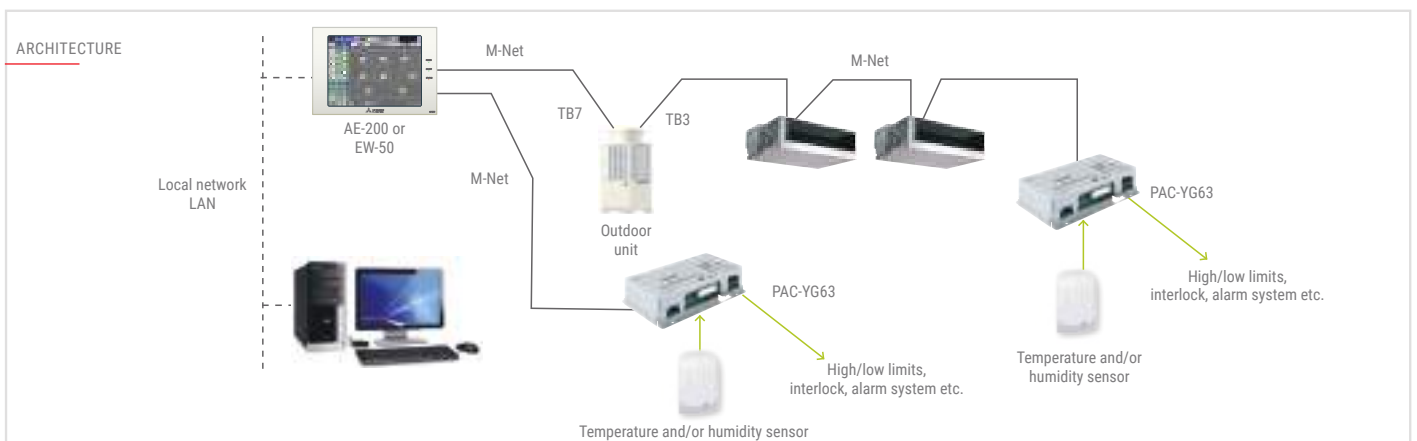 ARCHITECTURE
M-Net
M-Net
AE-200 or
EW-50
TB7
TB3
Local network
LAN
M-Net
PAC-YG63
Outdoor
unit
PAC-YG63
High/low limits,
interlock, alarm system etc.
Temperature and/or
humidity sensor
High/low limits,
interlock, alarm system etc.
Temperature and/or humidity sensor